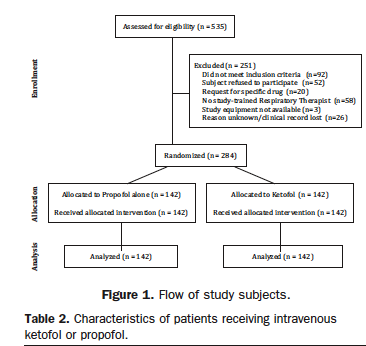 Assessed for eligibility (n = 535)
Enrollment
Excluded (n = 251)
Did not meet inclusion criteria (n=92)
Subject refused to participate (n=52)
Request for specific drug (n=20)
No study-trained Respiratory Therapist (n=58)
Study equipment not available (n=3)
Reason unknown/clinical record lost (n=26)
Randomized (n = 284)
Allocation
Allocated to Propofol alone (n = 142)
Received allocated intervention (n = 142)
Allocated to Ketofol (n = 142)
Received allocated intervention (n = 142)
Analysis
Analyzed (n = 142)
Analyzed (n = 142)
Figure 1. Flow of study subjects.
Table 2. Characteristics of patients receiving intravenous
ketofol or propofol.